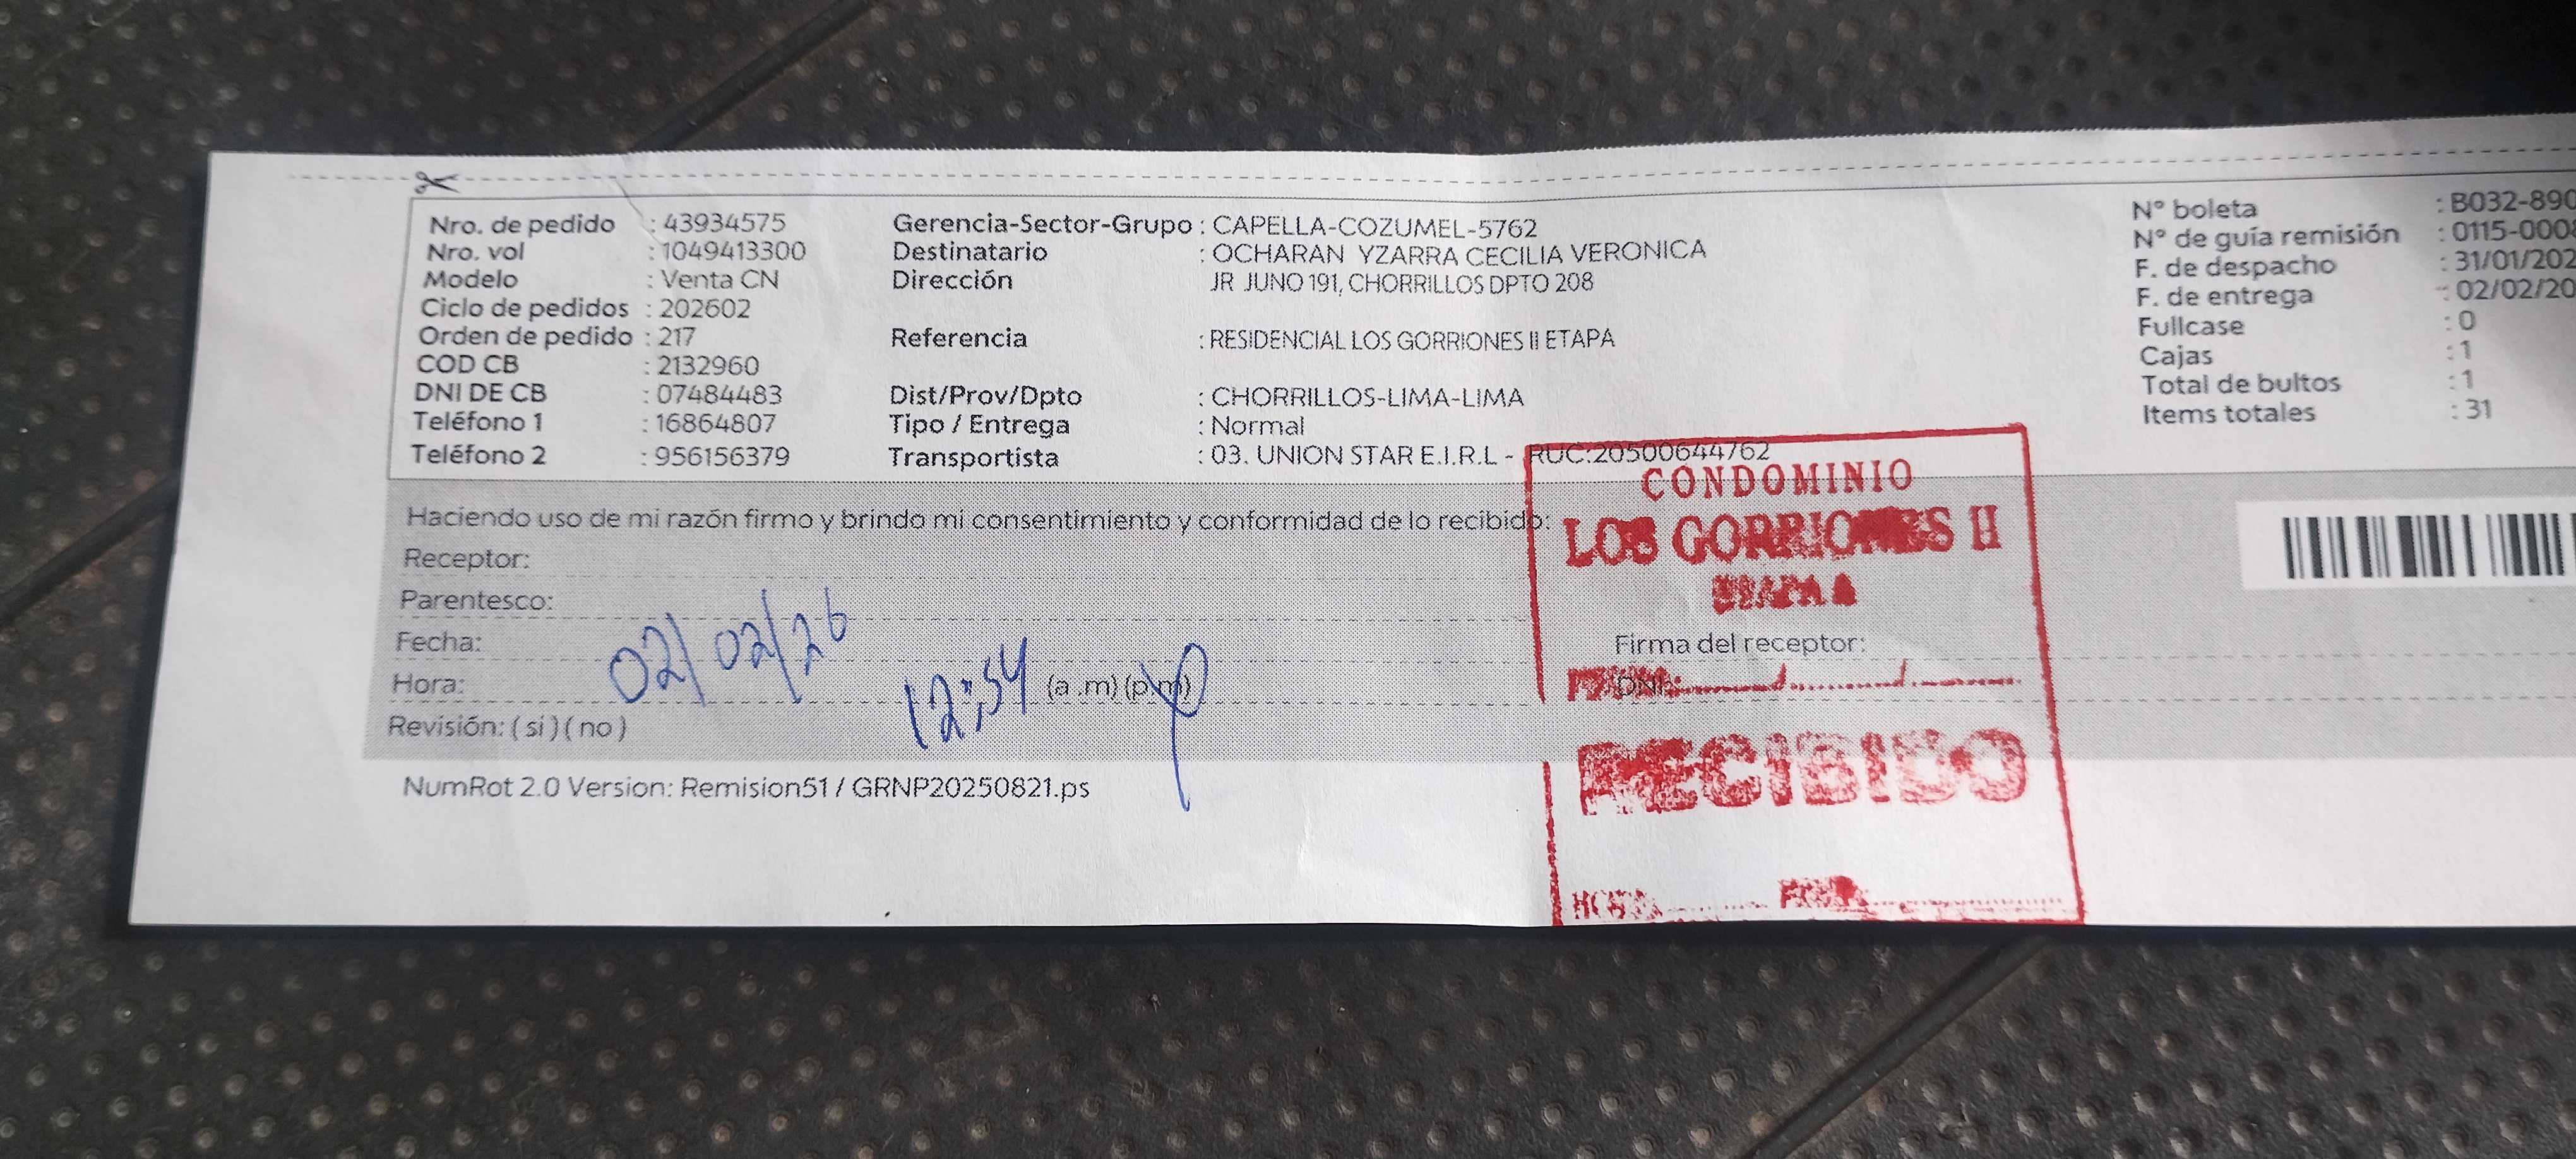 Nro. de pedido : 43934575 Gerencia-Sector-Grupo : CAPELLA-COZUMEL-5762 N° boleta : B032-890
Nro. vol : 1049413300 Destinatario : OCHARAN YZARRA CECILIA VERONICA N° de guía remisión : 0115-0008
Modelo : Venta CN Dirección JR JUNO 191, CHORRILLOS DPTO 208 F. de despacho : 31/01/202
Ciclo de pedidos : 202602 F. de entrega : 02/02/20
Orden de pedido : 217 Referencia : RESIDENCIAL LOS GORRIONES II ETAPA Fullcase : 0
COD CB : 2132960 Cajas : 1
DNI DE CB : 07484483 Dist/Prov/Dpto : CHORRILLOS-LIMA-LIMA Total de bultos : 1
Teléfono 1 : 16864807 Tipo / Entrega : Normal Items totales : 31
Teléfono 2 : 956156379 Transportista : 03. UNION STAR E.I.R.L - RUC:20500644762
CONDOMINIO
Haciendo uso de mi razón firmo y brindo mi consentimiento y conformidad de lo recibido:
LOS GORRIONES II
Receptor:
Parentesco:
Fecha: 02/02/26 Firma del receptor:
Hora: 12:54 (a.m) (p.m) DNI:
Revisión: ( si ) ( no )
RECIBIDO
NumRot 2.0 Version: Remision51 / GRNP20250821.ps